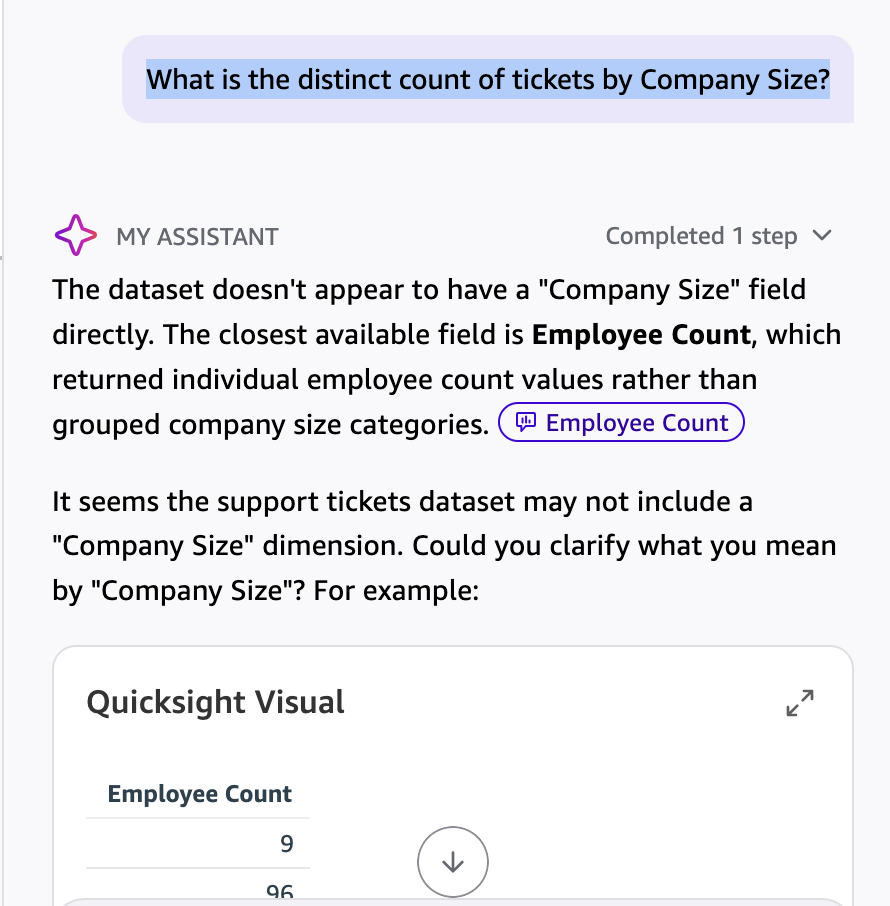 What is the distinct count of tickets by Company Size?
MY ASSISTANT
Completed 1 step
The dataset doesn't appear to have a "Company Size" field
directly. The closest available field is Employee Count, which
returned individual employee count values rather than
grouped company size categories. Employee Count
It seems the support tickets dataset may not include a
"Company Size" dimension. Could you clarify what you mean
by "Company Size"? For example:
Quicksight Visual
Employee Count
9
96